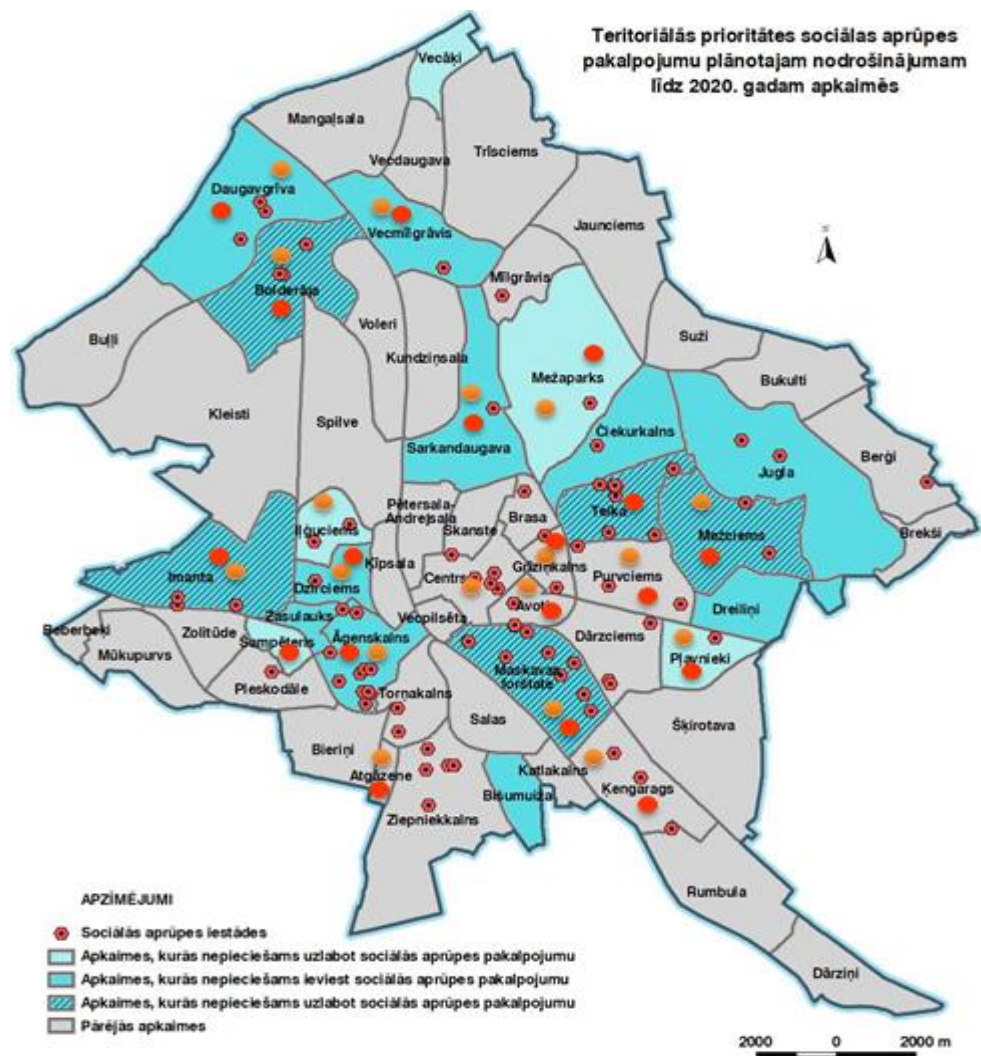 Teritoriālās prioritātes sociālas aprūpes
pakalpojumu plānotajam nodrošinājumam
līdz 2020. gadam apkaimēs
Vecāķi
Mangaļsala
Trīsciems
Vecdaugava
Daugavgrīva
Jaunciems
Vecmīlgrāvis
Mīlgrāvis
Bolderāja
Voleri
Suži
Buļļi
Kundziņsala
Mežaparks
Bukulti
Kleisti
Spilve
Čiekurkalns
Sarkandaugava
Berģi
Jugla
Pētersala-
Andrejsala
Skanste
Brasa
Teika
Iļģuciems
Mežciems
Brekši
Ķīpsala
Grīziņkalns
Imanta
Centrs
Purvciems
Dzirciems
Avoti
Dreiliņi
Zasulauks
Vecpilsēta
Beberbeķi
Zolitūde
Sampēteris
Āgenskalns
Dārzciems
Mūkupurvs
Pļavnieki
Pleskodāle
Torņakalns
Maskavas
forštate
Salas
Šķirotava
Bieriņi
Atgāzene
Katlakalns
Bišumuiža
Ķengarags
Ziepniekkalns
Rumbula
Dārziņi
APZĪMĒJUMI
Sociālās aprūpes iestādes
Apkaimes, kurās nepieciešams uzlabot sociālās aprūpes pakalpojumu
Apkaimes, kurās nepieciešams ieviest sociālās aprūpes pakalpojumu
Apkaimes, kurās nepieciešams uzlabot sociālās aprūpes pakalpojumu
Pārējās apkaimes
2000 0 2000 m